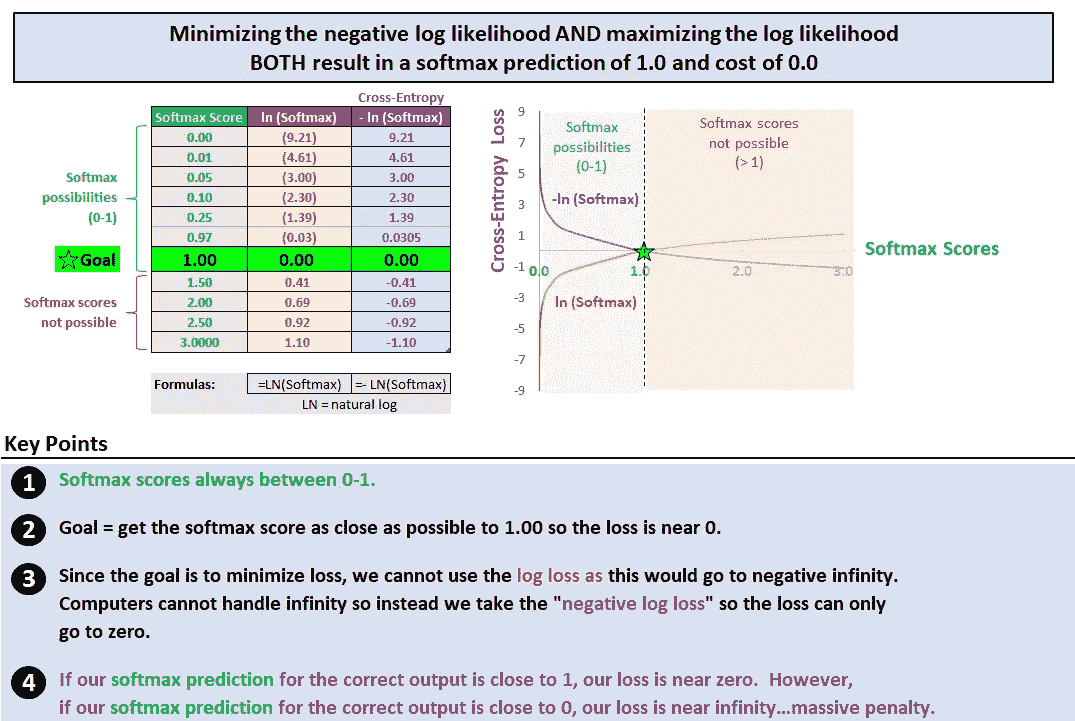 Minimizing the negative log likelihood AND maximizing the log likelihood
BOTH result in a softmax prediction of 1.0 and cost of 0.0
Cross-Entropy
Softmax Score ln (Softmax) - ln (Softmax)
0.00 (9.21) 9.21
0.01 (4.61) 4.61
0.05 (3.00) 3.00
0.10 (2.30) 2.30
0.25 (1.39) 1.39
0.97 (0.03) 0.0305
1.00 0.00 0.00
1.50 0.41 -0.41
2.00 0.69 -0.69
2.50 0.92 -0.92
3.0000 1.10 -1.10
Softmax
possibilities
(0-1)
Goal
Softmax scores
not possible
Formulas: =LN(Softmax) =- LN(Softmax)
LN = natural log
Cross-Entropy Loss
9
7
5
3
1
-1
-3
-5
-7
-9
Softmax
possibilities
(0-1)
-ln (Softmax)
ln (Softmax)
Softmax scores
not possible
(> 1)
0.0 1.0 2.0 3.0
Softmax Scores
Key Points
1 Softmax scores always between 0-1.
2 Goal = get the softmax score as close as possible to 1.00 so the loss is near 0.
3 Since the goal is to minimize loss, we cannot use the log loss as this would go to negative infinity.
Computers cannot handle infinity so instead we take the "negative log loss" so the loss can only
go to zero.
4 If our softmax prediction for the correct output is close to 1, our loss is near zero. However,
if our softmax prediction for the correct output is close to 0, our loss is near infinity...massive penalty.